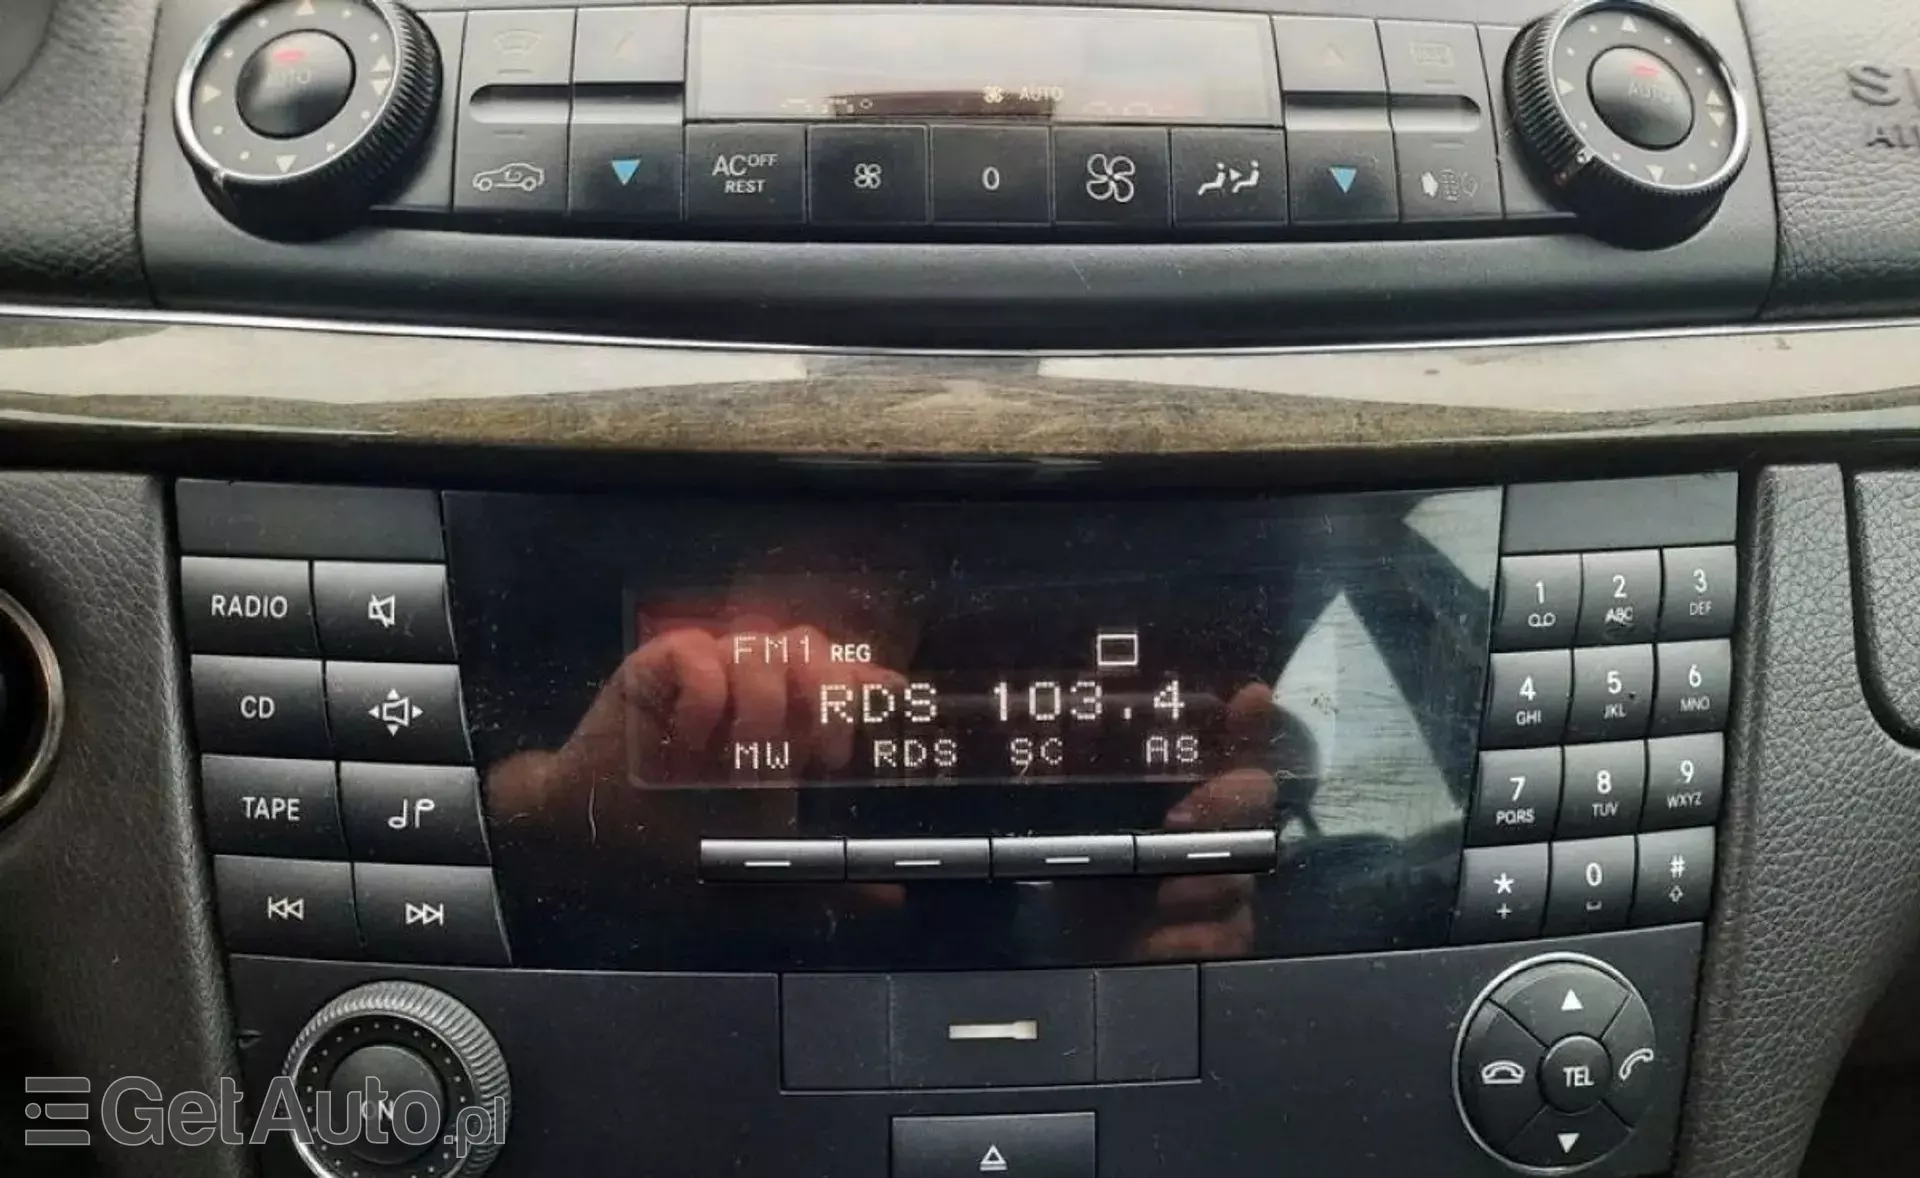 AUTO
AUTO
AUTO
ACOFF
REST
0
RADIO
CD
TAPE
FM1 REG
RDS 103.4
MW RDS SC AS
1
2 ABC
3 DEF
4 GHI
5 JKL
6 MNO
7 PQRS
8 TUV
9 WXYZ
* +
0
#
ON
TEL
GetAuto.pl